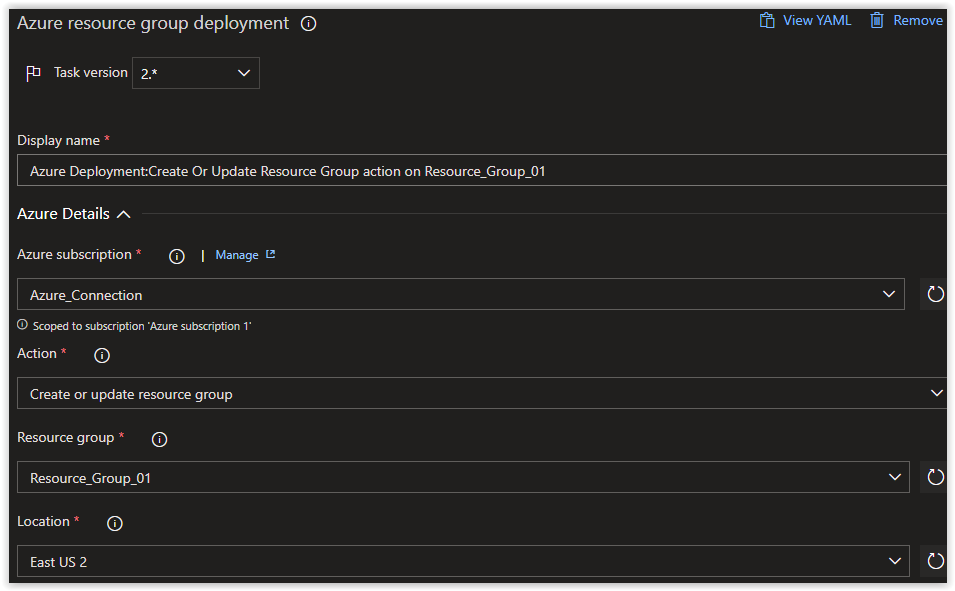 Azure resource group deployment
View YAML Remove
Task version 2.*
Display name *
Azure Deployment:Create Or Update Resource Group action on Resource_Group_01
Azure Details
Azure subscription * | Manage
Azure_Connection
Scoped to subscription 'Azure subscription 1'
Action *
Create or update resource group
Resource group *
Resource_Group_01
Location *
East US 2